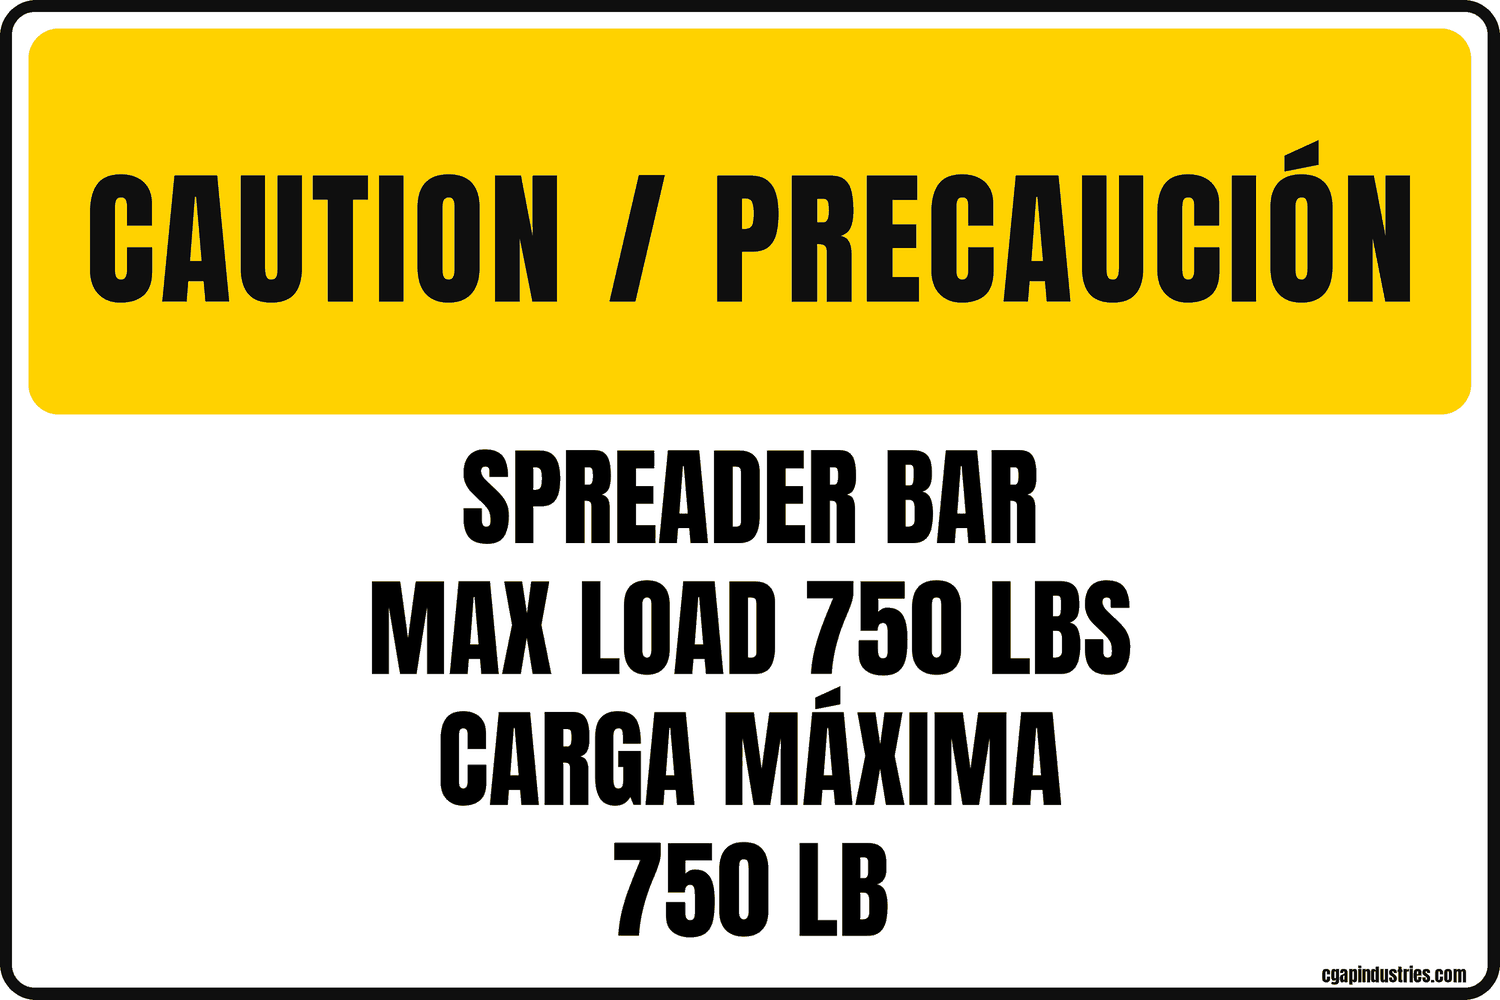 CAUTION / PRECAUCIÓN
SPREADER BAR
MAX LOAD 750 LBS
CARGA MÁXIMA
750 LB
cgapindustries.com